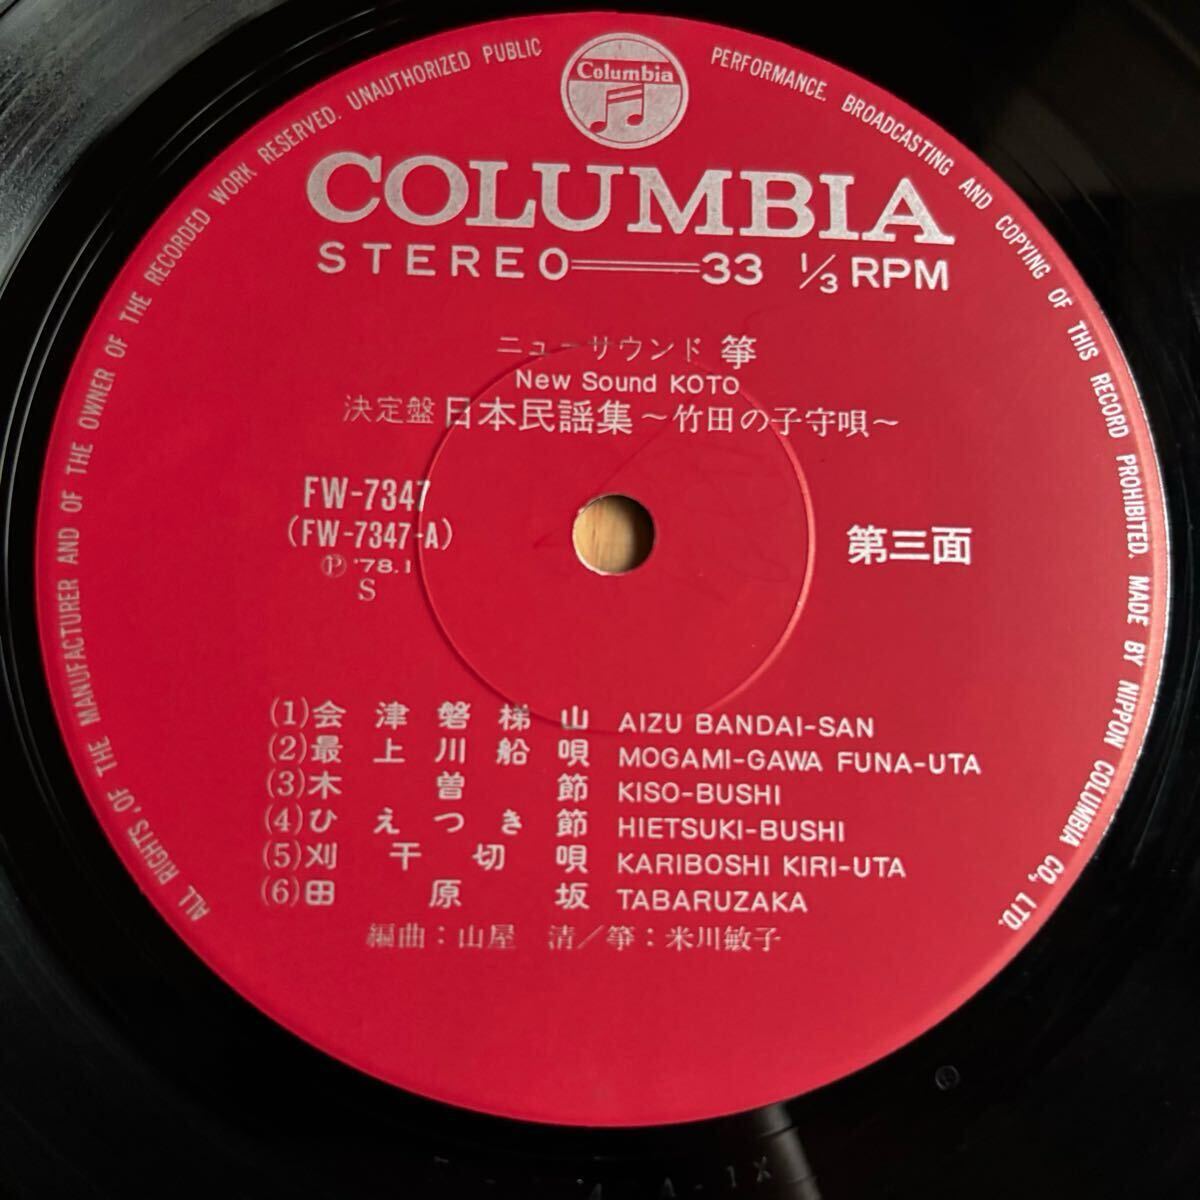 ALL RIGHTS, OF THE MANUFACTURER AND OF THE OWNER OF THE RECORDED WORK RESERVED. UNAUTHORIZED PUBLIC PERFORMANCE. BROADCASTING AND COPYING OF THIS RECORD PROHIBITED. MADE BY NIPPON COLUMBIA CO., LTD.
Columbia
COLUMBIA
STEREO 33 1/3 RPM
ニューサウンド 箏
New Sound KOTO
決定盤 日本民謡集 〜竹田の子守唄〜
FW-7347
(FW-7347-A)
Ⓟ '78.1
S
第三面
(1)会津磐梯山 AIZU BANDAI-SAN
(2)最上川船唄 MOGAMI-GAWA FUNA-UTA
(3)木曽節 KISO-BUSHI
(4)ひえつき節 HIETSUKI-BUSHI
(5)刈干切唄 KARIBOSHI KIRI-UTA
(6)田原坂 TABARUZAKA
編曲：山屋 清／箏：米川敏子